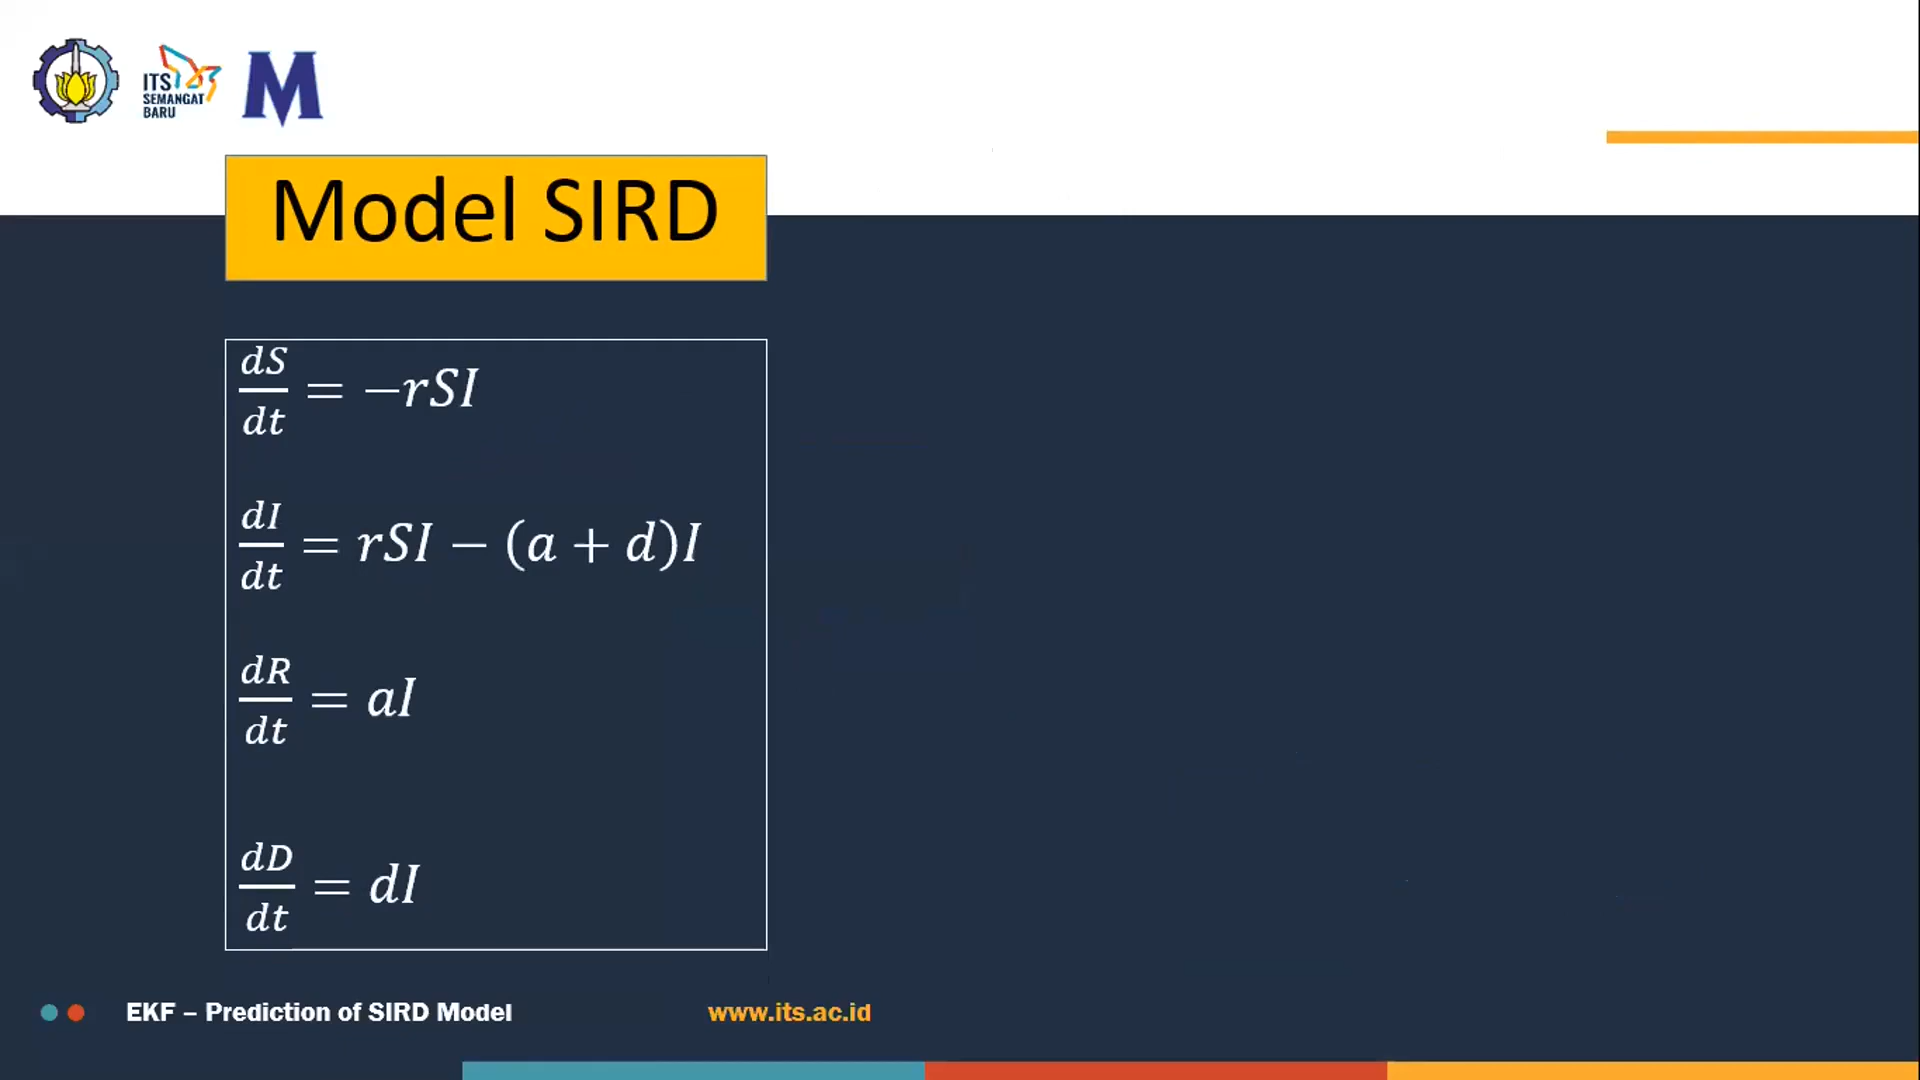 ITS
SEMANGAT
BARU
M
Model SIRD
dS/dt = −rSI
dI/dt = rSI − (a + d)I
dR/dt = aI
dD/dt = dI
EKF – Prediction of SIRD Model
www.its.ac.id